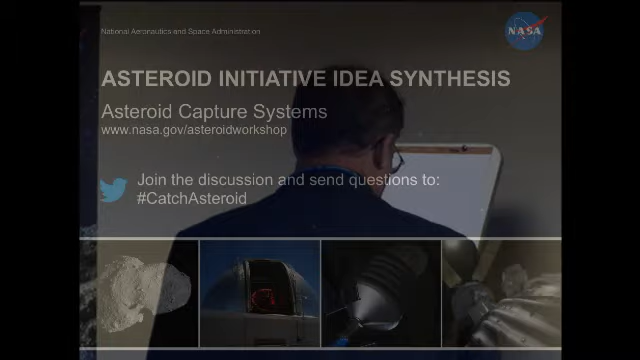 National Aeronautics and Space Administration
NASA
ASTEROID INITIATIVE IDEA SYNTHESIS
Asteroid Capture Systems
www.nasa.gov/asteroidworkshop
Join the discussion and send questions to:
#CatchAsteroid